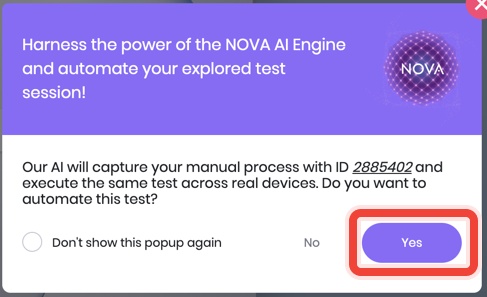 Harness the power of the NOVA AI Engine
and automate your explored test
session!
NOVA
Our AI will capture your manual process with ID 2885402 and
execute the same test across real devices. Do you want to
automate this test?
Don't show this popup again
No
Yes